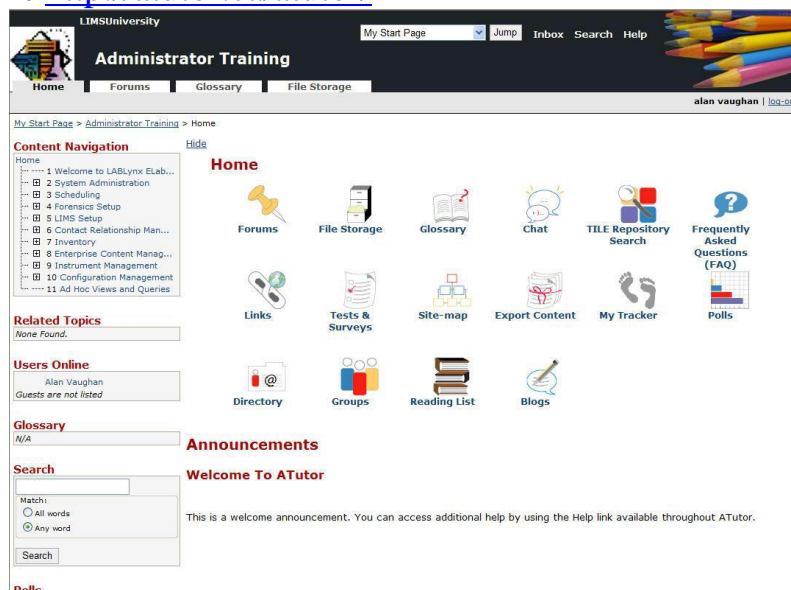 LIMSUniversity
My Start Page
Jump
Inbox Search Help
Administrator Training
Home Forums Glossary File Storage
alan vaughan |
My Start Page > Administrator Training > Home
Content Navigation
Home
1 Welcome to LABLynx ELab...
2 System Administration
3 Scheduling
4 Forensics Setup
5 LIMS Setup
6 Contact Relationship Man...
7 Inventory
8 Enterprise Content Manag...
9 Instrument Management
10 Configuration Management
11 Ad Hoc Views and Queries
Related Topics
None Found.
Users Online
Alan Vaughan
Guests are not listed
Glossary
N/A
Search
Match:
All words
Any word
Search
Polls
Hide
Home
Forums
File Storage
Glossary
Chat
TILE Repository
Search
Frequently
Asked
Questions
(FAQ)
Links
Tests &
Surveys
Site-map
Export Content
My Tracker
Polls
Directory
Groups
Reading List
Blogs
Announcements
Welcome To ATutor
This is a welcome announcement. You can access additional help by using the Help link available throughout ATutor.